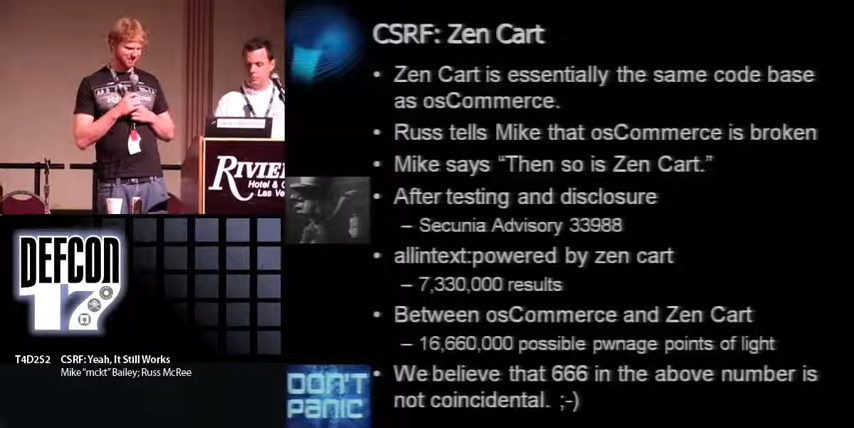 CSRF: Zen Cart
• Zen Cart is essentially the same code base
as osCommerce.
• Russ tells Mike that osCommerce is broken
• Mike says “Then so is Zen Cart.”
• After testing and disclosure
– Secunia Advisory 33988
• allintext:powered by zen cart
– 7,330,000 results
• Between osCommerce and Zen Cart
– 16,660,000 possible pwnage points of light
• We believe that 666 in the above number is
not coincidental. ;-)
DON'T
PANIC
RIVIE
Hotel & C
Las Ve
DEFCON
17
T4D252 CSRF: Yeah, It Still Works
Mike “mckt” Bailey; Russ McRee